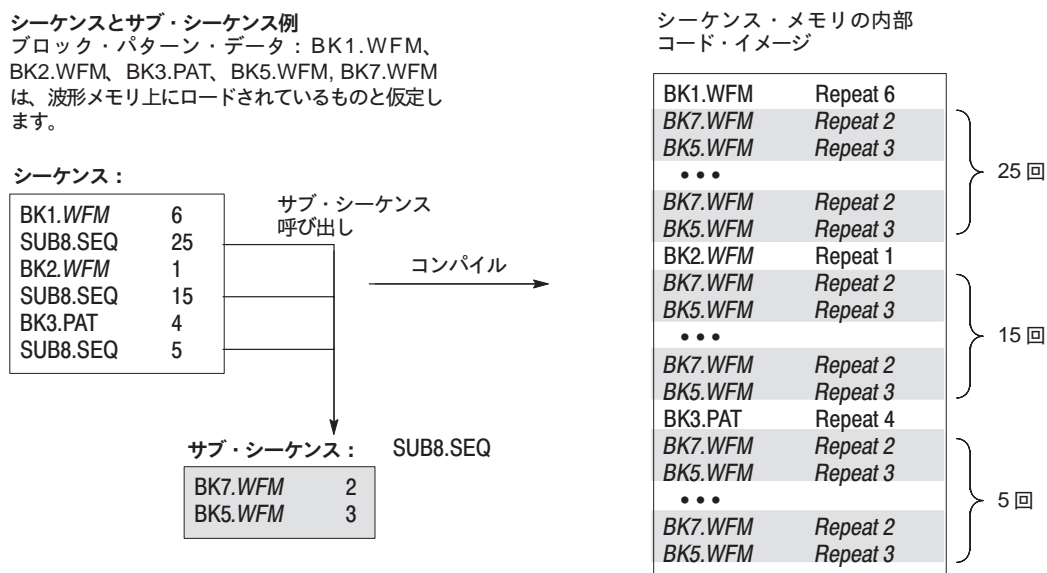 シーケンスとサブ・シーケンス例
ブロック・パターン・データ：BK1.WFM、
BK2.WFM、BK3.PAT、BK5.WFM, BK7.WFM
は、波形メモリ上にロードされているものと仮定し
ます。
シーケンス：
BK1.WFM 6
SUB8.SEQ 25
BK2.WFM 1
SUB8.SEQ 15
BK3.PAT 4
SUB8.SEQ 5
サブ・シーケンス
呼び出し
コンパイル
サブ・シーケンス： SUB8.SEQ
BK7.WFM 2
BK5.WFM 3
シーケンス・メモリの内部
コード・イメージ
BK1.WFM Repeat 6
BK7.WFM Repeat 2
BK5.WFM Repeat 3
•••
BK7.WFM Repeat 2
BK5.WFM Repeat 3
25 回
BK2.WFM Repeat 1
BK7.WFM Repeat 2
BK5.WFM Repeat 3
•••
BK7.WFM Repeat 2
BK5.WFM Repeat 3
15 回
BK3.PAT Repeat 4
BK7.WFM Repeat 2
BK5.WFM Repeat 3
•••
BK7.WFM Repeat 2
BK5.WFM Repeat 3
5 回